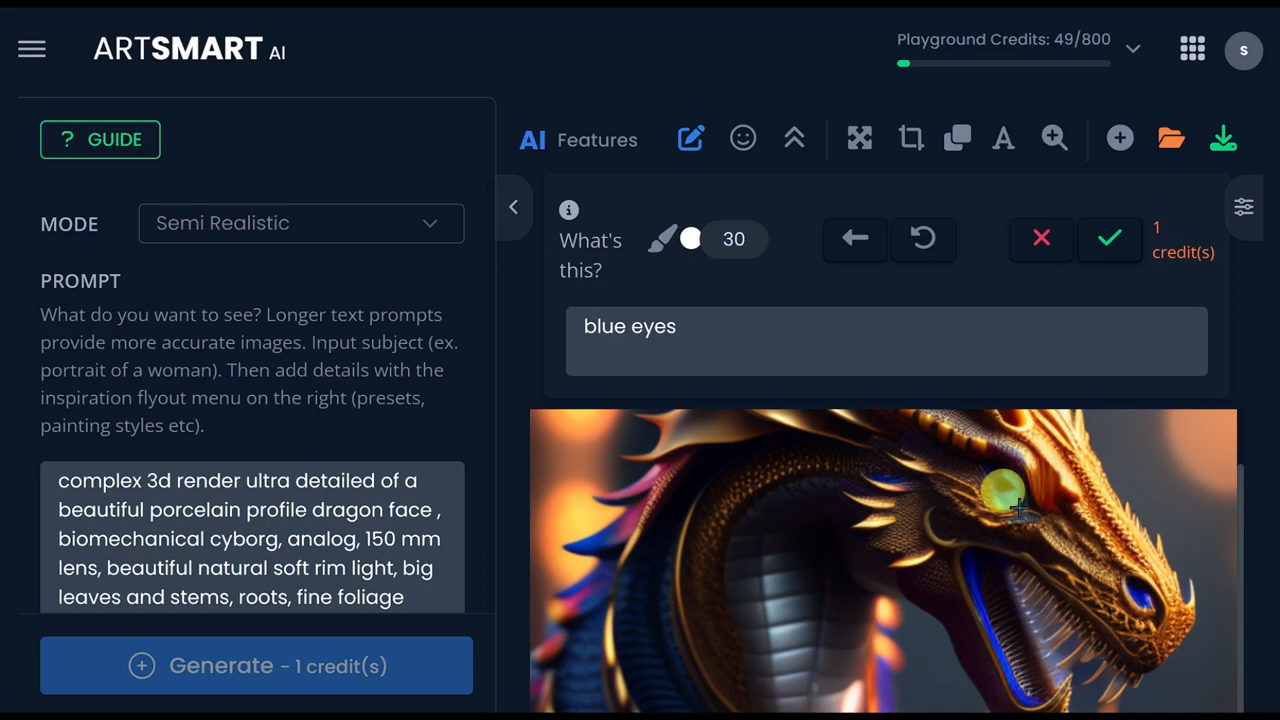 ARTSMART AI
Playground Credits: 49/800
S
? GUIDE
AI Features
MODE
Semi Realistic
What's this?
30
1 credit(s)
PROMPT
What do you want to see? Longer text prompts
provide more accurate images. Input subject (ex.
portrait of a woman). Then add details with the
inspiration flyout menu on the right (presets,
painting styles etc).
blue eyes
complex 3d render ultra detailed of a
beautiful porcelain profile dragon face ,
biomechanical cyborg, analog, 150 mm
lens, beautiful natural soft rim light, big
leaves and stems, roots, fine foliage
Generate - 1 credit(s)